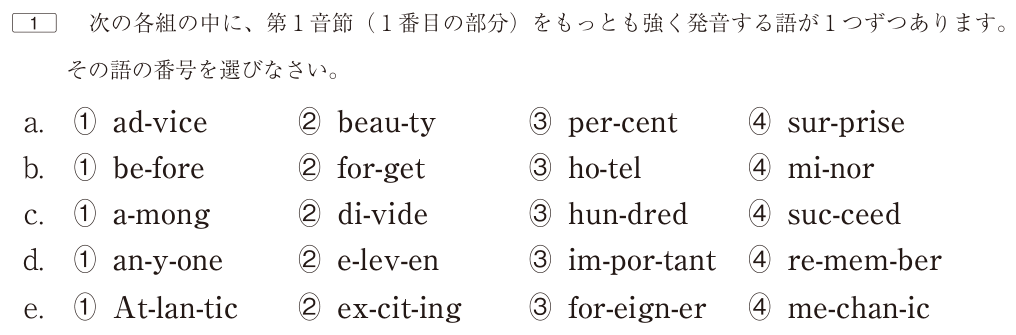 1 次の各組の中に、第１音節（１番目の部分）をもっとも強く発音する語が１つずつあります。
その語の番号を選びなさい。
a. ① ad-vice ② beau-ty ③ per-cent ④ sur-prise
b. ① be-fore ② for-get ③ ho-tel ④ mi-nor
c. ① a-mong ② di-vide ③ hun-dred ④ suc-ceed
d. ① an-y-one ② e-lev-en ③ im-por-tant ④ re-mem-ber
e. ① At-lan-tic ② ex-cit-ing ③ for-eign-er ④ me-chan-ic